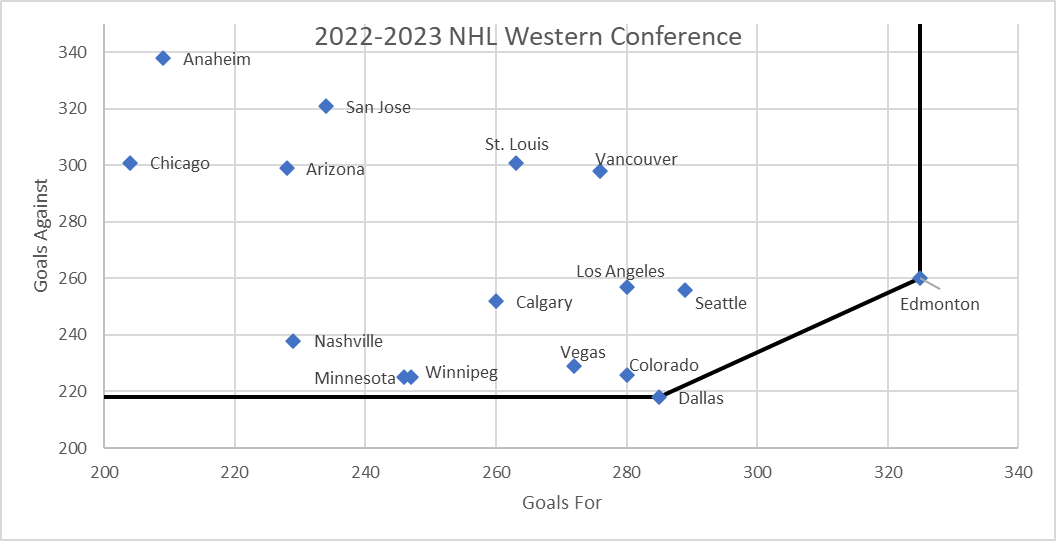 2022-2023 NHL Western Conference
340
Anaheim
320
San Jose
St. Louis
300
Chicago
Arizona
Vancouver
Goals Against
280
Los Angeles
260
Calgary
Seattle
Edmonton
240
Nashville
Vegas
Colorado
Minnesota
Winnipeg
220
Dallas
200
200 220 240 260 280 300 320 340
Goals For